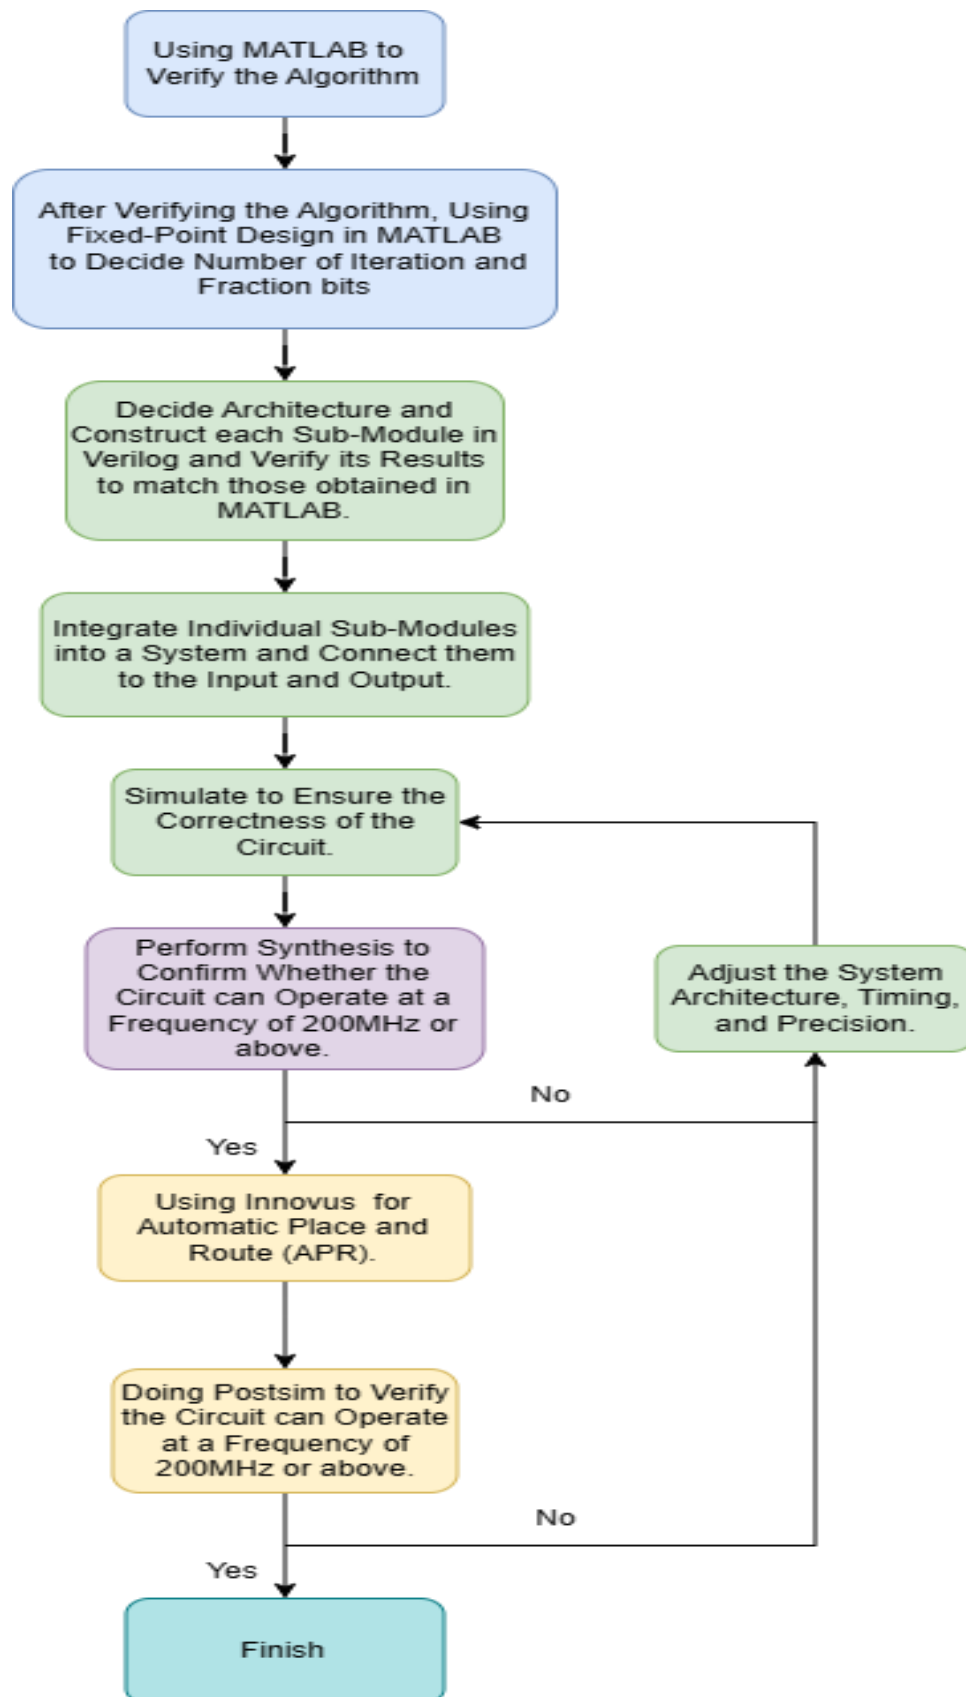 Using MATLAB to
Verify the Algorithm
After Verifying the Algorithm, Using
Fixed-Point Design in MATLAB
to Decide Number of Iteration and
Fraction bits
Decide Architecture and
Construct each Sub-Module in
Verilog and Verify its Results
to match those obtained in
MATLAB.
Integrate Individual Sub-Modules
into a System and Connect them
to the Input and Output.
Simulate to Ensure the
Correctness of the
Circuit.
Perform Synthesis to
Confirm Whether the
Circuit can Operate at a
Frequency of 200MHz or
above.
Adjust the System
Architecture, Timing,
and Precision.
No
Yes
Using Innovus for
Automatic Place and
Route (APR).
Doing Postsim to Verify
the Circuit can Operate
at a Frequency of
200MHz or above.
No
Yes
Finish